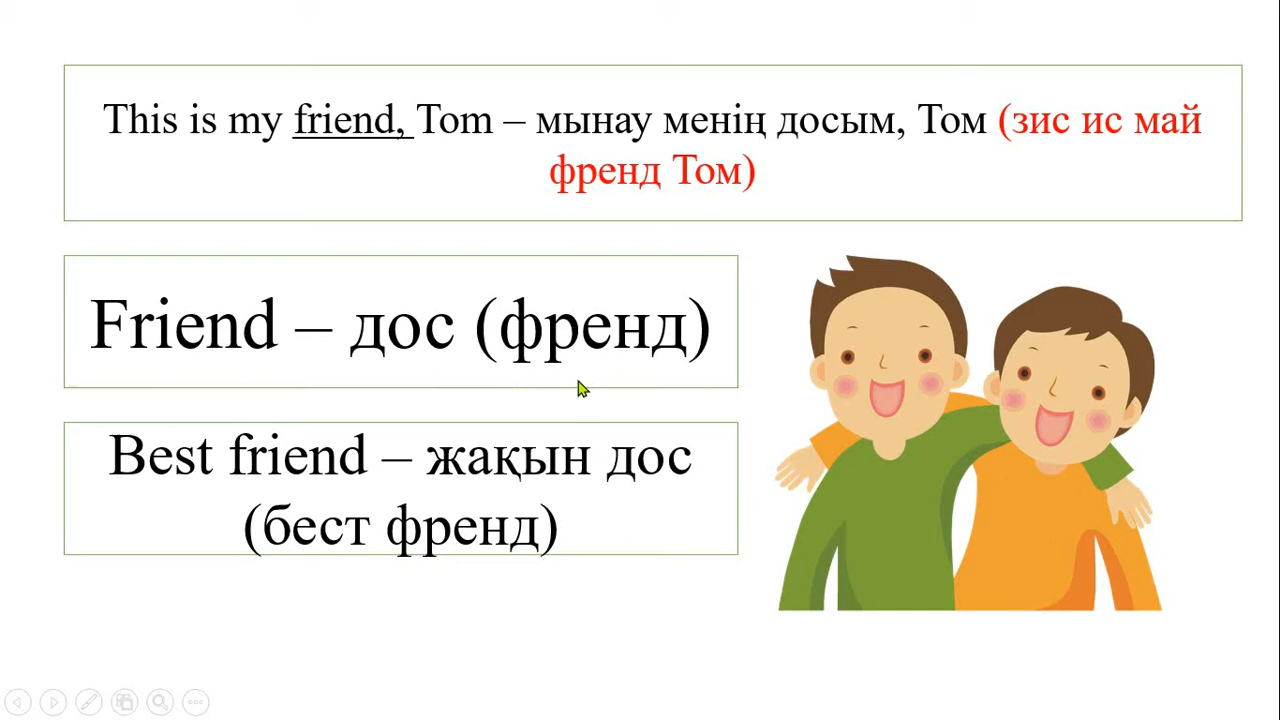 This is my friend, Tom – мынау менің досым, Том (зис ис май
френд Том)
Friend – дос (френд)
Best friend – жақын дос
(бест френд)